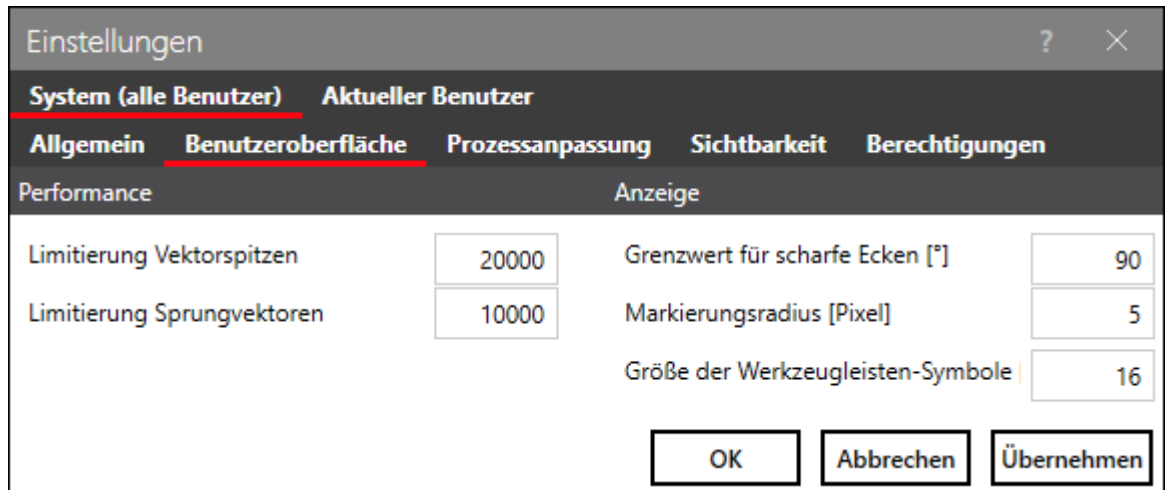 Einstellungen ?
System (alle Benutzer) Aktueller Benutzer
Allgemein Benutzeroberfläche Prozessanpassung Sichtbarkeit Berechtigungen
Performance Anzeige
Limitierung Vektorspitzen 20000 Grenzwert für scharfe Ecken [°] 90
Limitierung Sprungvektoren 10000 Markierungsradius [Pixel] 5
Größe der Werkzeugleisten-Symbole 16
OK Abbrechen Übernehmen